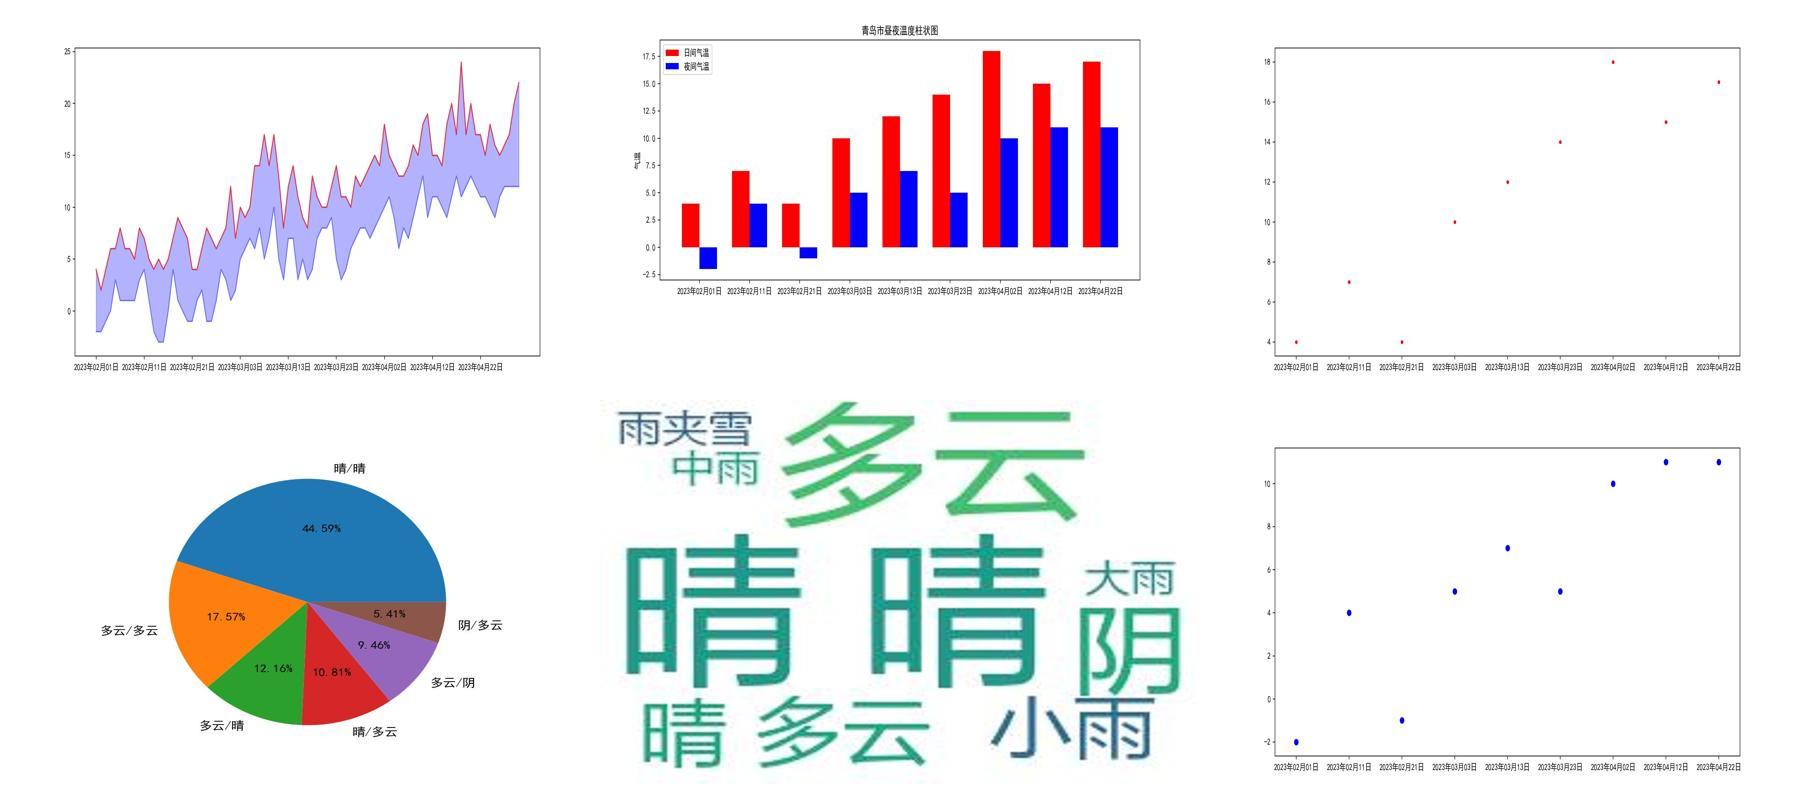 25
20
15
10
5
0
2023年02月01日 2023年02月11日 2023年02月21日 2023年03月03日 2023年03月13日 2023年03月23日 2023年04月02日 2023年04月12日 2023年04月22日
青岛市昼夜温度柱状图
日间气温
夜间气温
气温
17.5
15.0
12.5
10.0
7.5
5.0
2.5
0.0
−2.5
2023年02月01日 2023年02月11日 2023年02月21日 2023年03月03日 2023年03月13日 2023年03月23日 2023年04月02日 2023年04月12日 2023年04月22日
18
16
14
12
10
8
6
4
2023年02月01日 2023年02月11日 2023年02月21日 2023年03月03日 2023年03月13日 2023年03月23日 2023年04月02日 2023年04月12日 2023年04月22日
晴/晴
44.59%
17.57%
多云/多云
12.16%
多云/晴
10.81%
晴/多云
9.46%
多云/阴
5.41%
阴/多云
雨夹雪
中雨
多云
晴 晴
大雨
阴
晴 多云
小雨
10
8
6
4
2
0
−2
2023年02月01日 2023年02月11日 2023年02月21日 2023年03月03日 2023年03月13日 2023年03月23日 2023年04月02日 2023年04月12日 2023年04月22日